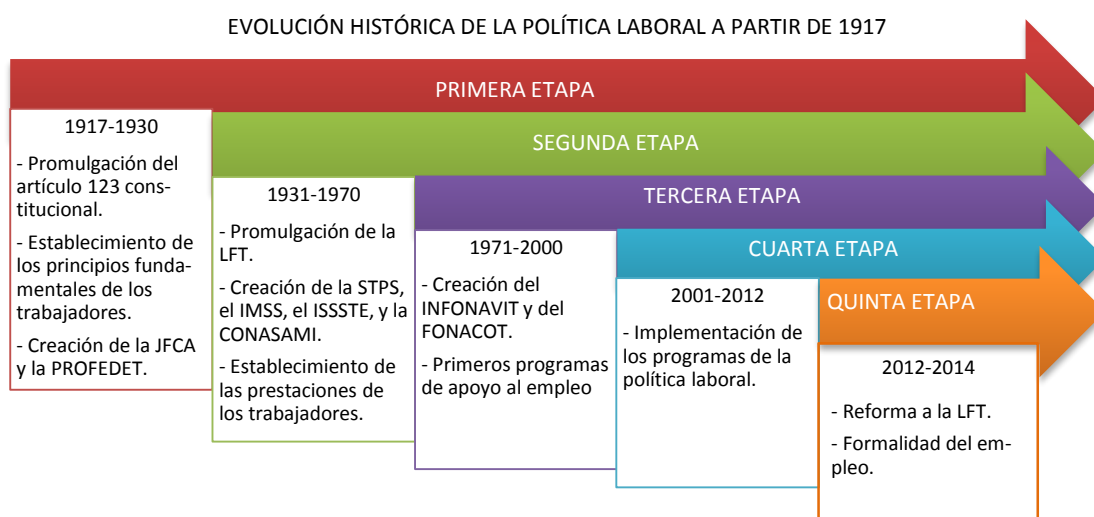 EVOLUCIÓN HISTÓRICA DE LA POLÍTICA LABORAL A PARTIR DE 1917
PRIMERA ETAPA
1917-1930
- Promulgación del
artículo 123 cons-
titucional.
- Establecimiento de
los principios funda-
mentales de los
trabajadores.
- Creación de la JFCA
y la PROFEDET.
SEGUNDA ETAPA
1931-1970
- Promulgación de la
LFT.
- Creación de la STPS,
el IMSS, el ISSSTE, y la
CONASAMI.
- Establecimiento de
las prestaciones de
los trabajadores.
TERCERA ETAPA
1971-2000
- Creación del
INFONAVIT y del
FONACOT.
- Primeros programas
de apoyo al empleo
CUARTA ETAPA
2001-2012
- Implementación de
los programas de la
política laboral.
QUINTA ETAPA
2012-2014
- Reforma a la LFT.
- Formalidad del em-
pleo.